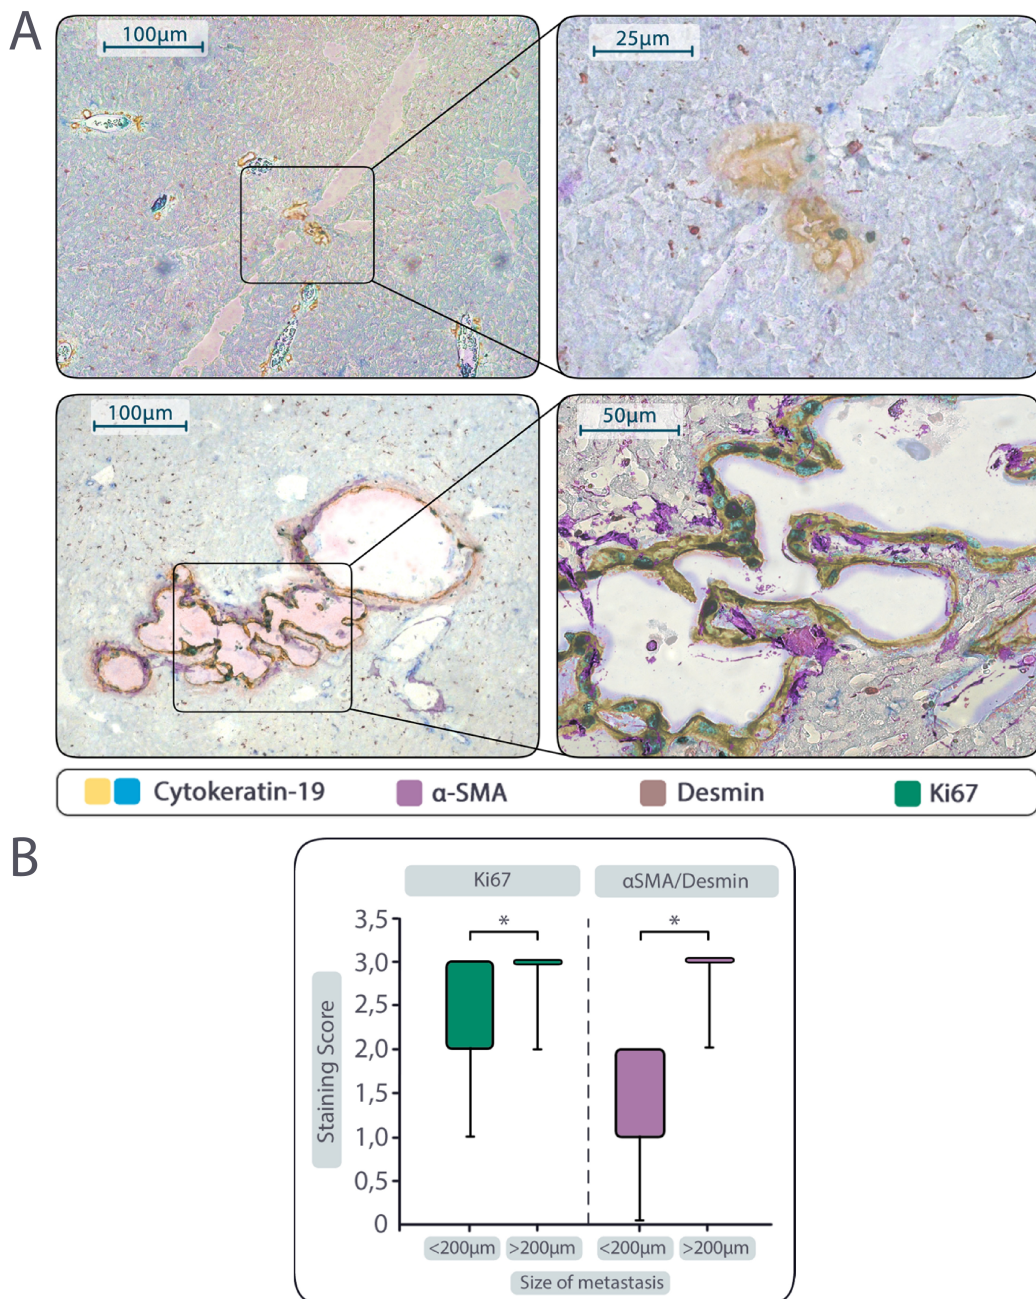 A
100µm
25µm
100µm
50µm
Cytokeratin-19 α-SMA Desmin Ki67
B
Ki67 αSMA/Desmin
Staining Score
3,5
3,0
2,5
2,0
1,5
1,0
0,5
0
* *
<200µm >200µm <200µm >200µm
Size of metastasis